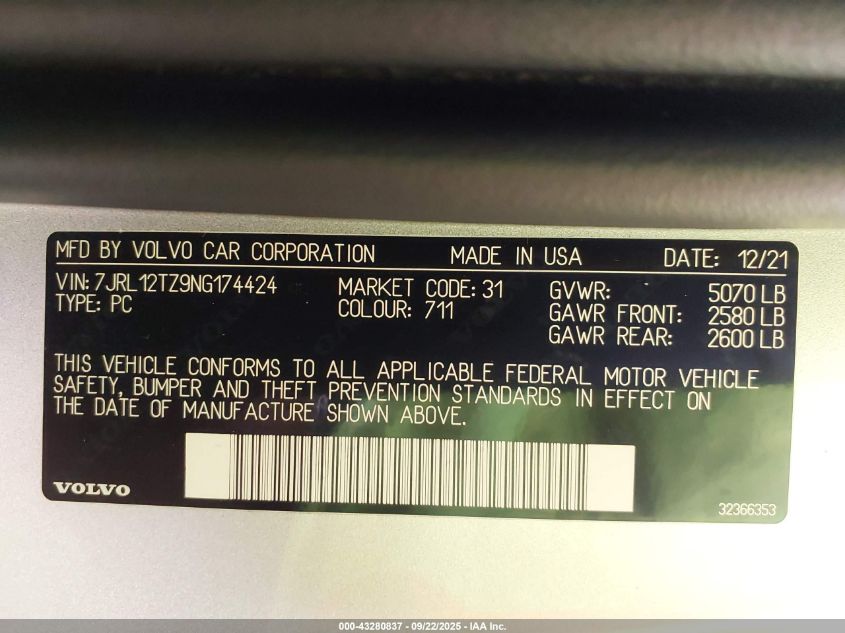 MFD BY VOLVO CAR CORPORATION MADE IN USA DATE: 12/21
VIN: 7JRL12TZ9NG174424 MARKET CODE: 31 GVWR: 5070 LB
TYPE: PC COLOUR: 711 GAWR FRONT: 2580 LB
GAWR REAR: 2600 LB
THIS VEHICLE CONFORMS TO ALL APPLICABLE FEDERAL MOTOR VEHICLE
SAFETY, BUMPER AND THEFT PREVENTION STANDARDS IN EFFECT ON
THE DATE OF MANUFACTURE SHOWN ABOVE.
VOLVO 32366353
000-43280837 - 09/22/2025 - IAA Inc.